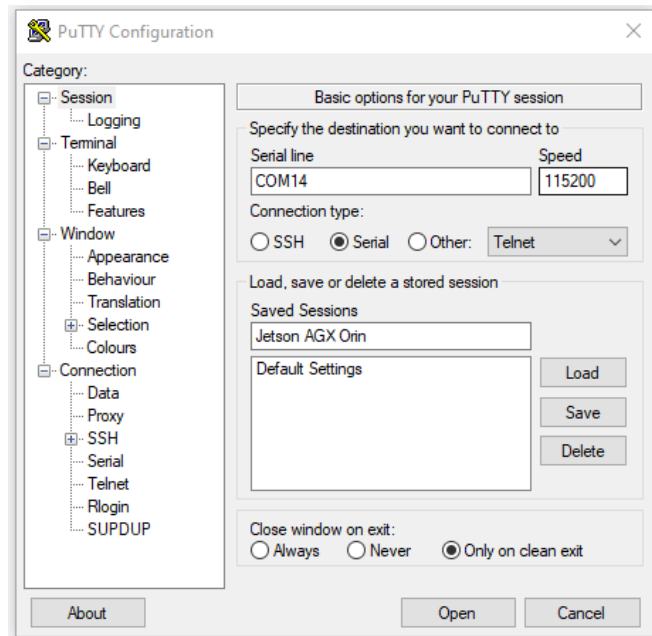 PuTTY Configuration
Category:
Session
Logging
Terminal
Keyboard
Bell
Features
Window
Appearance
Behaviour
Translation
Selection
Colours
Connection
Data
Proxy
SSH
Serial
Telnet
Rlogin
SUPDUP
Basic options for your PuTTY session
Specify the destination you want to connect to
Serial line Speed
COM14 115200
Connection type:
SSH Serial Other: Telnet
Load, save or delete a stored session
Saved Sessions
Jetson AGX Orin
Default Settings
Load
Save
Delete
Close window on exit:
Always Never Only on clean exit
About Open Cancel